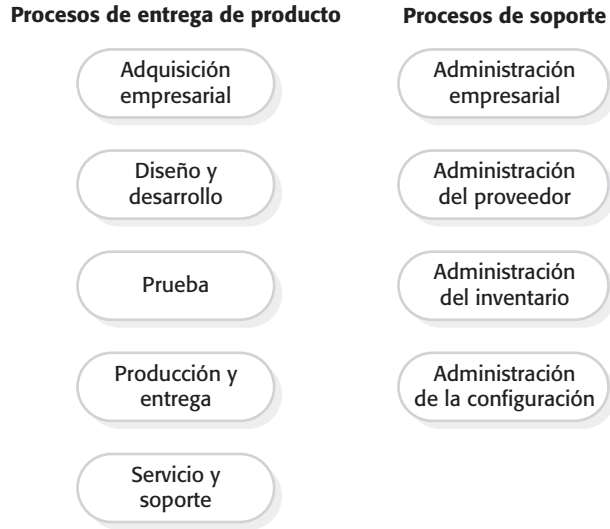 Procesos de entrega de producto
Adquisición
empresarial
Diseño y
desarrollo
Prueba
Producción y
entrega
Servicio y
soporte
Procesos de soporte
Administración
empresarial
Administración
del proveedor
Administración
del inventario
Administración
de la configuración